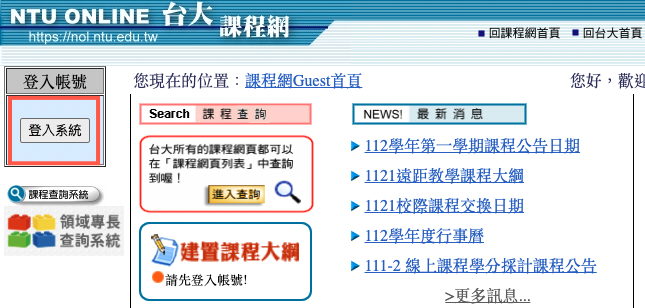 NTU ONLINE 台大課程網
https://nol.ntu.edu.tw
回課程網首頁 回台大首頁
登入帳號
登入系統
課程查詢系統
領域專長
查詢系統
您現在的位置：課程網Guest首頁
您好，歡迎
Search 課程查詢
台大所有的課程網頁都可以
在「課程網頁列表」中查詢
到喔！
進入查詢
建置課程大綱
請先登入帳號!
NEWS! 最新消息
112學年第一學期課程公告日期
1121遠距教學課程大綱
1121校際課程交換日期
112學年度行事曆
111-2 線上課程學分採計課程公告
>更多訊息...